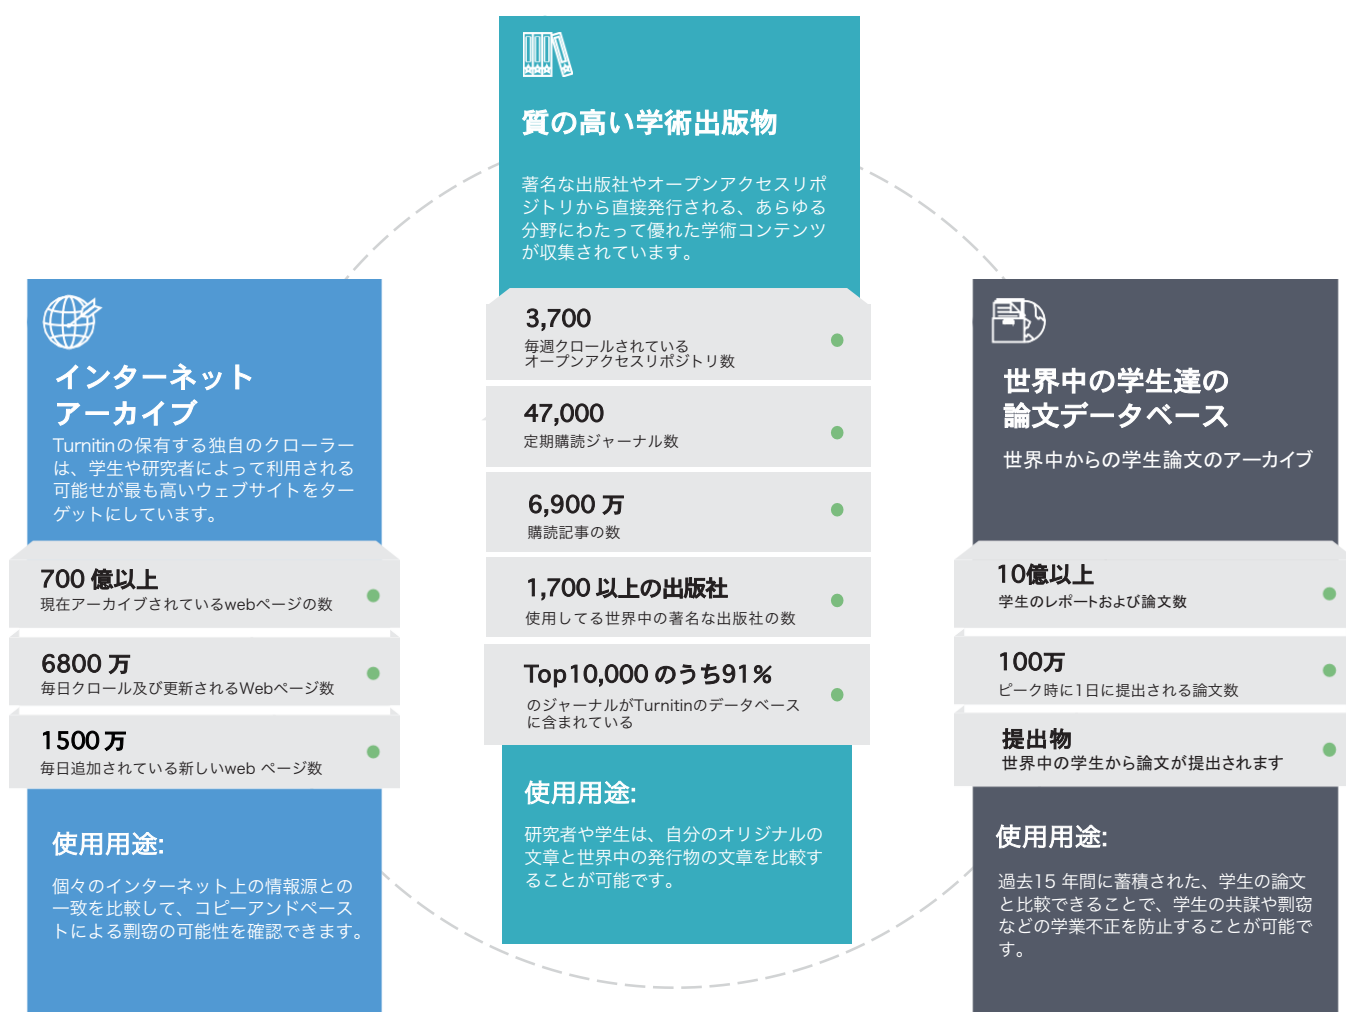 質の高い学術出版物
著名な出版社やオープンアクセスリポ
ジトリから直接発行される、あらゆる
分野にわたって優れた学術コンテンツ
が収集されています。
3,700
毎週クロールされている
オープンアクセスリポジトリ数
47,000
定期購読ジャーナル数
6,900 万
購読記事の数
1,700 以上の出版社
使用してる世界中の著名な出版社の数
Top10,000 のうち91%
のジャーナルがTurnitinのデータベース
に含まれている
使用用途:
研究者や学生は、自分のオリジナルの
文章と世界中の発行物の文章を比較す
ることが可能です。
インターネット
アーカイブ
Turnitinの保有する独自のクローラー
は、学生や研究者によって利用される
可能せが最も高いウェブサイトをター
ゲットにしています。
700 億以上
現在アーカイブされているwebページの数
6800 万
毎日クロール及び更新されるWebページ数
1500 万
毎日追加されている新しいweb ページ数
使用用途:
個々のインターネット上の情報源との
一致を比較して、コピーアンドペース
トによる剽窃の可能性を確認できます。
世界中の学生達の
論文データベース
世界中からの学生論文のアーカイブ
10億以上
学生のレポートおよび論文数
100万
ピーク時に1日に提出される論文数
提出物
世界中の学生から論文が提出されます
使用用途:
過去15 年間に蓄積された、学生の論文
と比較できることで、学生の共謀や剽窃
などの学業不正を防止することが可能で
す。